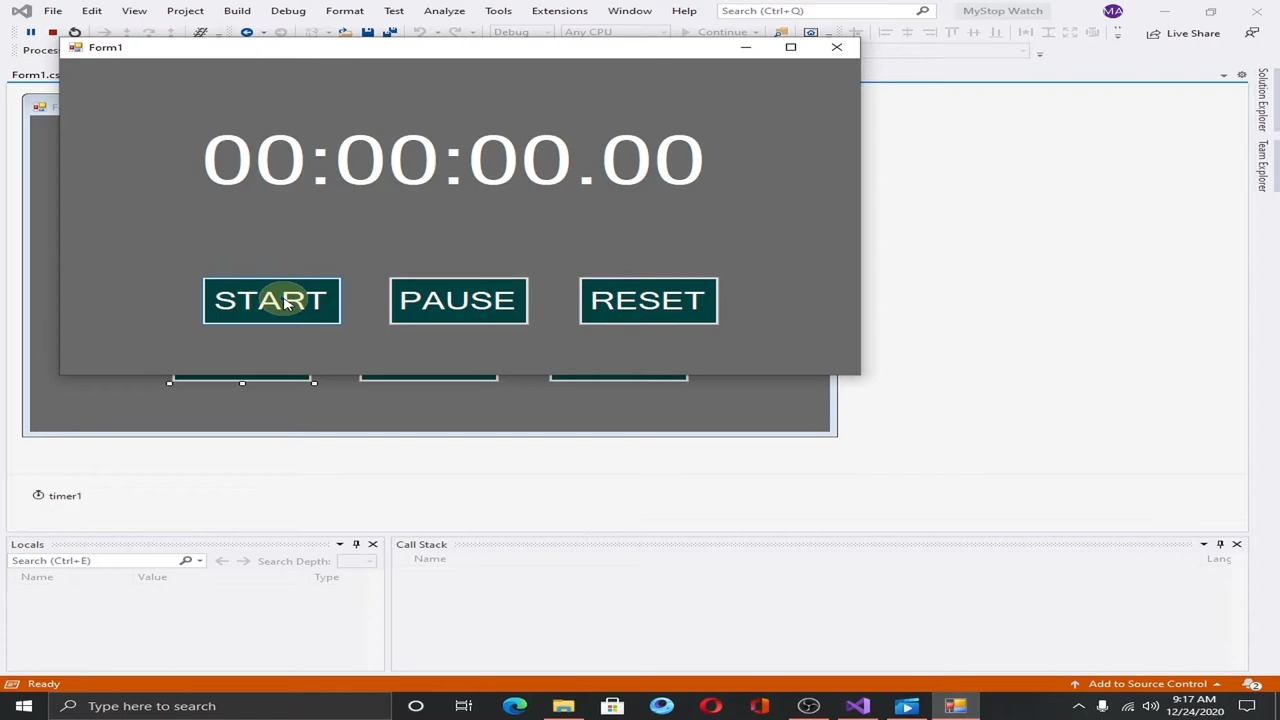 File Edit View Project Build Debug Format Test Analyze Tools Extensions Window Help Search (Ctrl+Q) MyStop Watch MA
Debug Any CPU Continue Live Share
Form1
Proces
Form1.cs
00:00:00.00
START PAUSE RESET
Solution Explorer
Team Explorer
timer1
Locals
Search (Ctrl+E) Search Depth:
Name Value Type
Call Stack
Name Lang
Ready Add to Source Control 2
Type here to search
9:17 AM
12/24/2020